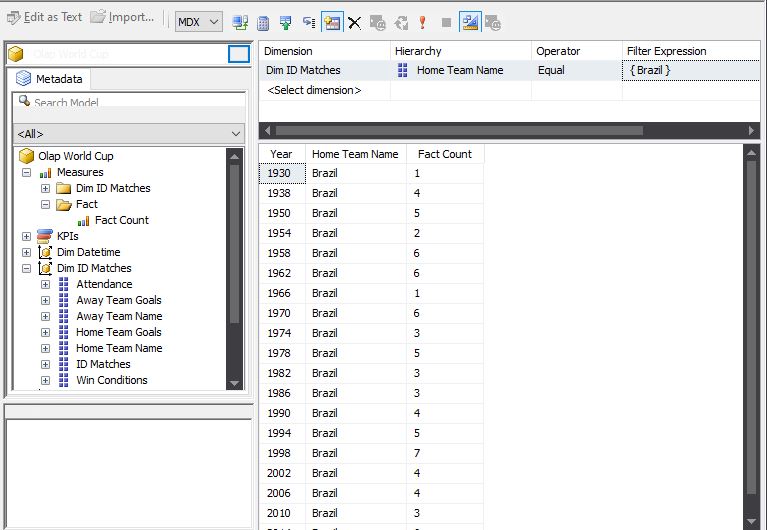 Edit as Text Import... MDX
Olap World Cup
Metadata
Search Model
<All>
Olap World Cup
Measures
Dim ID Matches
Fact
Fact Count
KPIs
Dim Datetime
Dim ID Matches
Attendance
Away Team Goals
Away Team Name
Home Team Goals
Home Team Name
ID Matches
Win Conditions
Dimension Hierarchy Operator Filter Expression
Dim ID Matches Home Team Name Equal { Brazil }
<Select dimension>
Year Home Team Name Fact Count
1930 Brazil 1
1938 Brazil 4
1950 Brazil 5
1954 Brazil 2
1958 Brazil 6
1962 Brazil 6
1966 Brazil 1
1970 Brazil 6
1974 Brazil 3
1978 Brazil 5
1982 Brazil 3
1986 Brazil 3
1990 Brazil 4
1994 Brazil 5
1998 Brazil 7
2002 Brazil 4
2006 Brazil 4
2010 Brazil 3